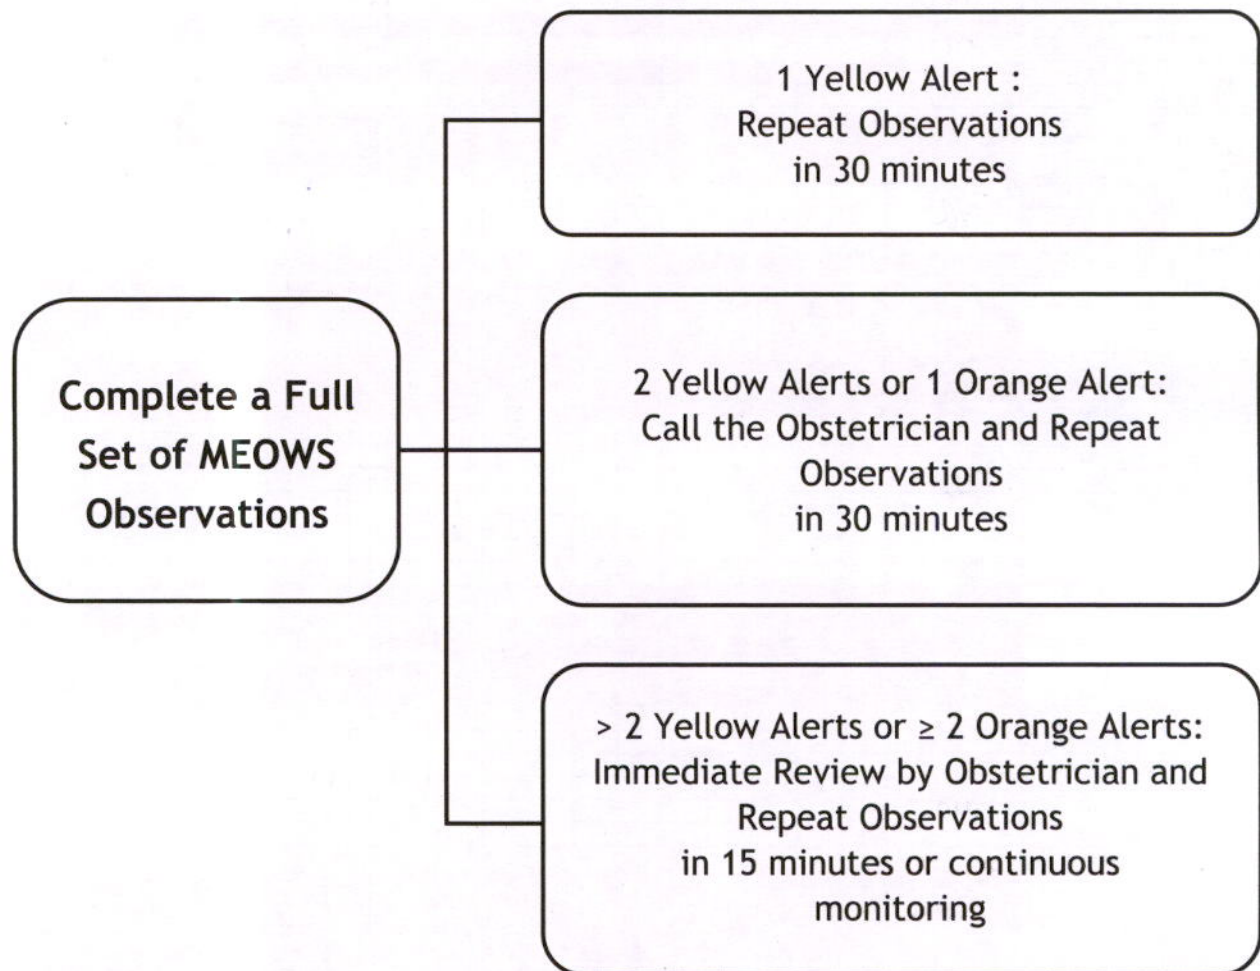 1 Yellow Alert :
Repeat Observations
in 30 minutes
Complete a Full
Set of MEOWS
Observations
2 Yellow Alerts or 1 Orange Alert:
Call the Obstetrician and Repeat
Observations
in 30 minutes
> 2 Yellow Alerts or ≥ 2 Orange Alerts:
Immediate Review by Obstetrician and
Repeat Observations
in 15 minutes or continuous
monitoring